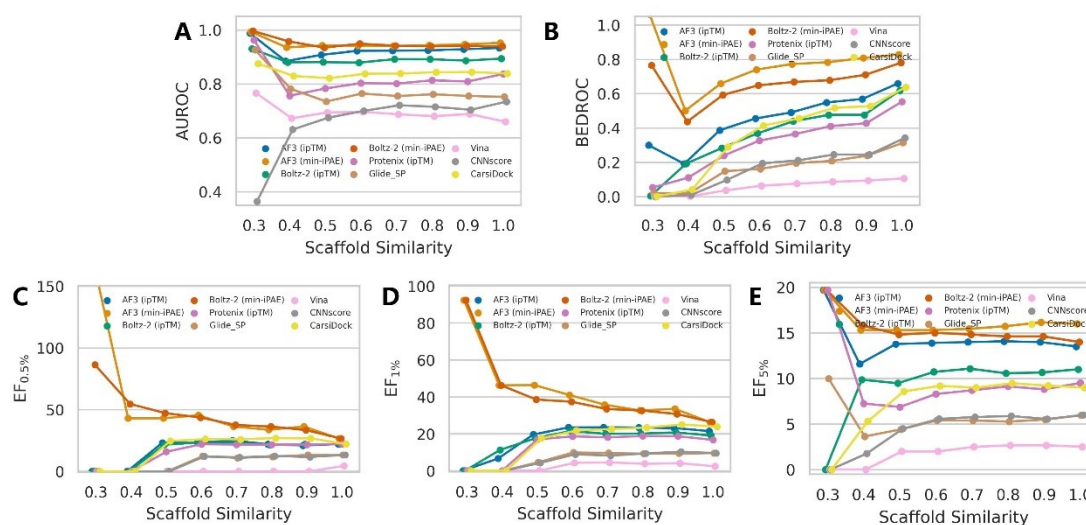 A
AUROC
1.0
0.8
0.6
0.4
AF3 (ipTM) Boltz-2 (min-iPAE) Vina
AF3 (min-iPAE) Protenix (ipTM) CNNscore
Boltz-2 (ipTM) Glide_SP CarsiDock
0.3 0.4 0.5 0.6 0.7 0.8 0.9 1.0
Scaffold Similarity
B
BEDROC
1.0
0.8
0.6
0.4
0.2
0.0
AF3 (ipTM) Boltz-2 (min-iPAE) Vina
AF3 (min-iPAE) Protenix (ipTM) CNNscore
Boltz-2 (ipTM) Glide_SP CarsiDock
0.3 0.4 0.5 0.6 0.7 0.8 0.9 1.0
Scaffold Similarity
C
EF0.5%
150
100
50
0
AF3 (ipTM) Boltz-2 (min-iPAE) Vina
AF3 (min-iPAE) Protenix (ipTM) CNNscore
Boltz-2 (ipTM) Glide_SP CarsiDock
0.3 0.4 0.5 0.6 0.7 0.8 0.9 1.0
Scaffold Similarity
D
EF1%
100
80
60
40
20
0
AF3 (ipTM) Boltz-2 (min-iPAE) Vina
AF3 (min-iPAE) Protenix (ipTM) CNNscore
Boltz-2 (ipTM) Glide_SP CarsiDock
0.3 0.4 0.5 0.6 0.7 0.8 0.9 1.0
Scaffold Similarity
E
EF5%
20
15
10
5
0
AF3 (ipTM) Boltz-2 (min-iPAE) Vina
AF3 (min-iPAE) Protenix (ipTM) CNNscore
Boltz-2 (ipTM) Glide_SP CarsiDock
0.3 0.4 0.5 0.6 0.7 0.8 0.9 1.0
Scaffold Similarity